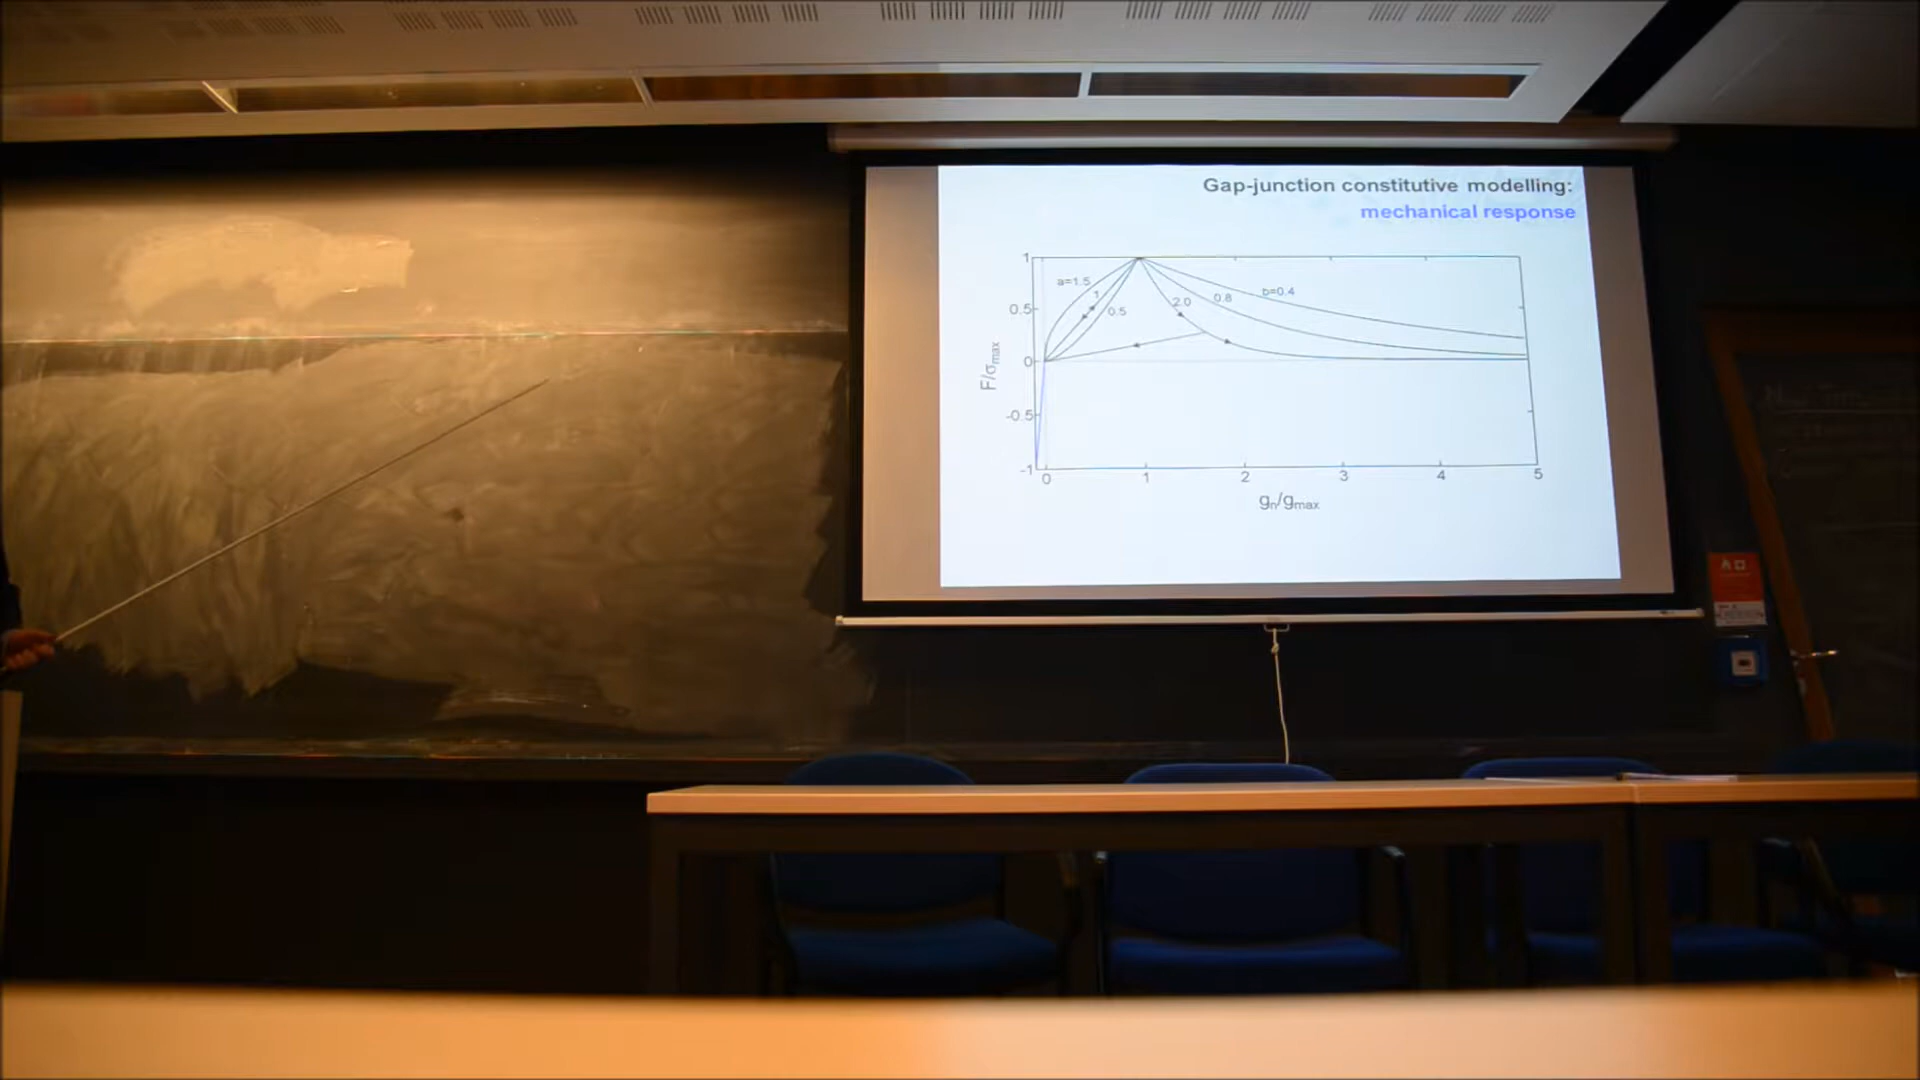 Gap-junction constitutive modelling:
mechanical response
1
a=1.5
1
0.5
2.0
0.8
b=0.4
0.5
0
-0.5
-1
F/σmax
0 1 2 3 4 5
gn/gmax